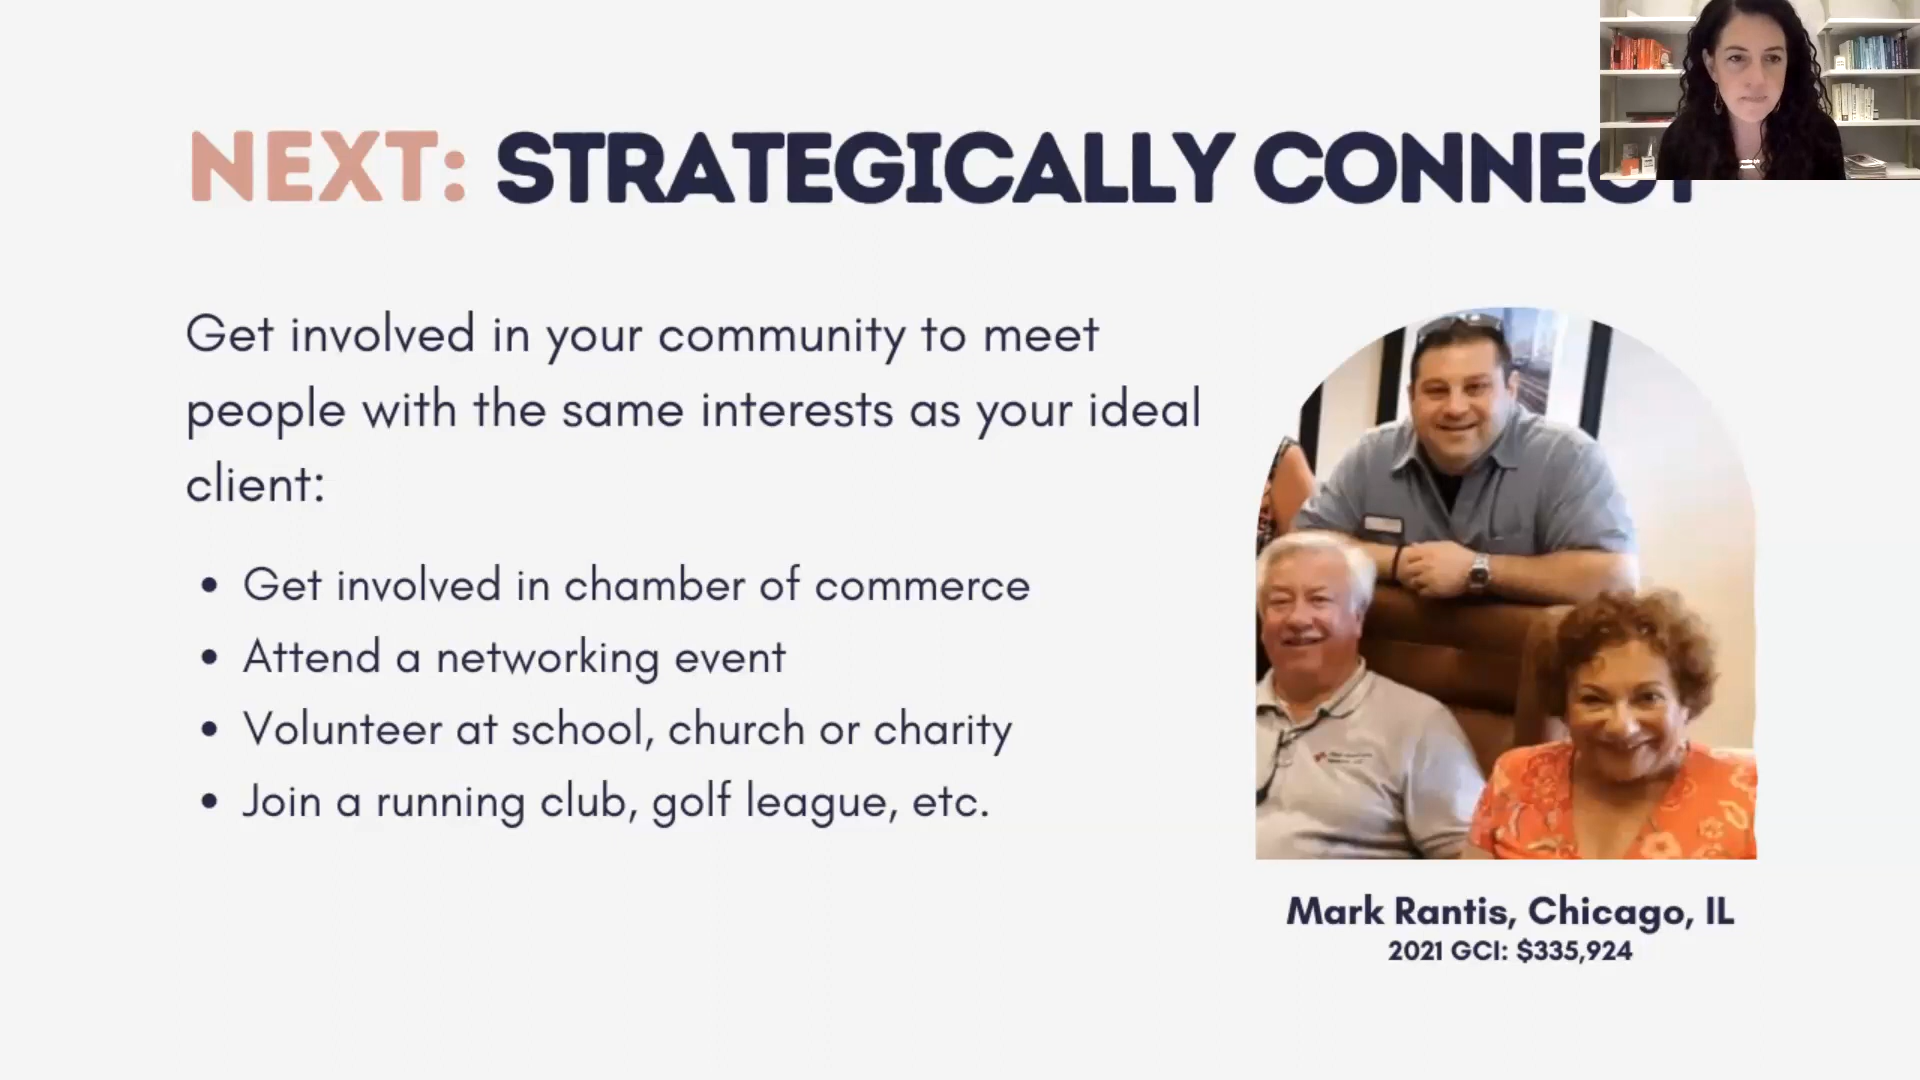 NEXT: STRATEGICALLY CONNECT
Get involved in your community to meet
people with the same interests as your ideal
client:
• Get involved in chamber of commerce
• Attend a networking event
• Volunteer at school, church or charity
• Join a running club, golf league, etc.
Mark Rantis, Chicago, IL
2021 GCI: $335,924